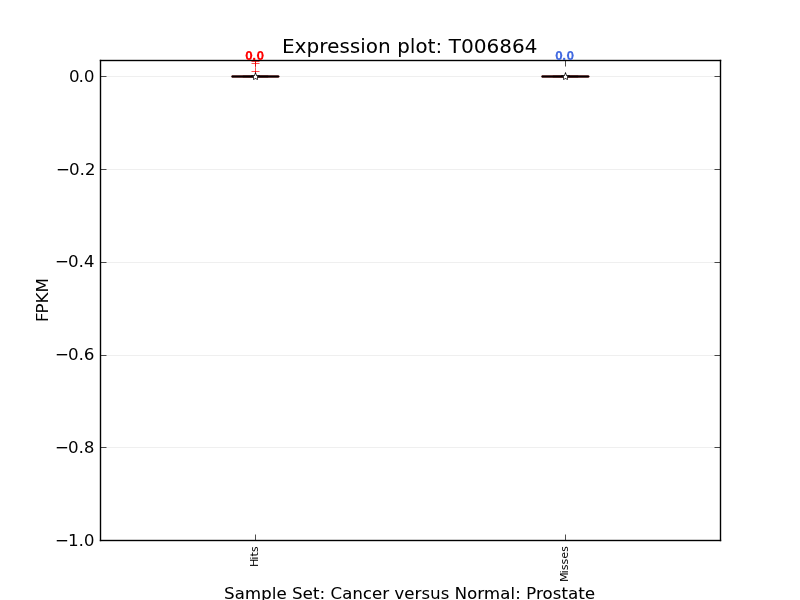 Expression plot: T006864
0.0
0.0
0.0
−0.2
−0.4
−0.6
−0.8
−1.0
FPKM
Hits
Misses
Sample Set: Cancer versus Normal: Prostate